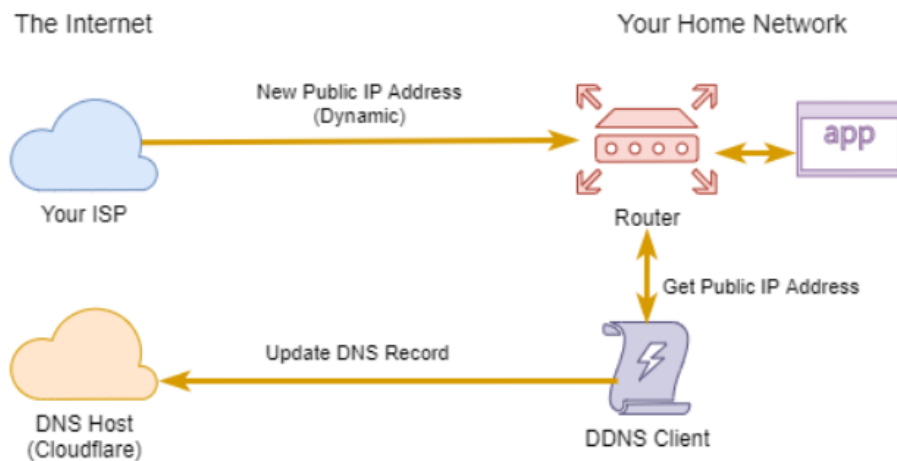 The Internet
Your Home Network
New Public IP Address
(Dynamic)
app
Your ISP
Router
Get Public IP Address
Update DNS Record
DNS Host
(Cloudflare)
DDNS Client